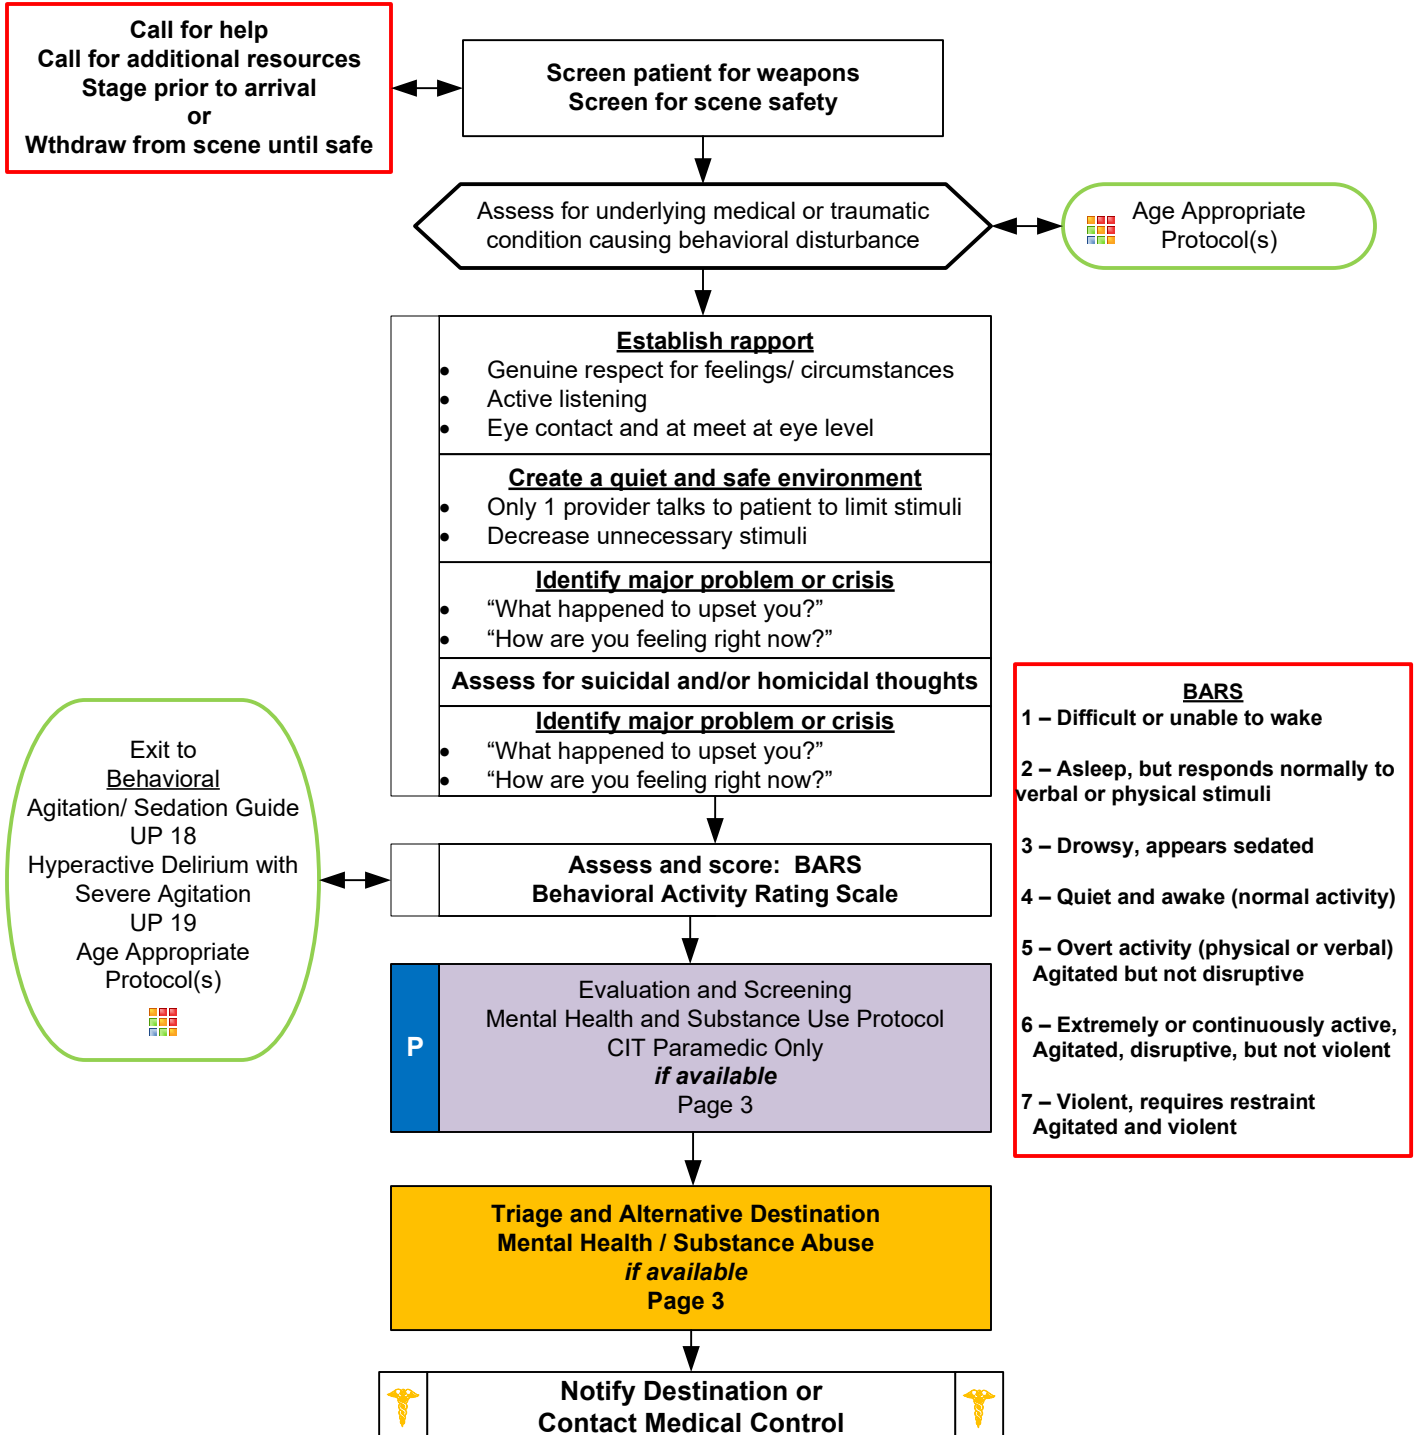 Call for help
Call for additional resources
Stage prior to arrival
or
Wthdraw from scene until safe
Screen patient for weapons
Screen for scene safety
Assess for underlying medical or traumatic
condition causing behavioral disturbance
Age Appropriate
Protocol(s)
Establish rapport
• Genuine respect for feelings/ circumstances
• Active listening
• Eye contact and at meet at eye level
Create a quiet and safe environment
• Only 1 provider talks to patient to limit stimuli
• Decrease unnecessary stimuli
Identify major problem or crisis
• “What happened to upset you?”
• “How are you feeling right now?”
Assess for suicidal and/or homicidal thoughts
Identify major problem or crisis
• “What happened to upset you?”
• “How are you feeling right now?”
Exit to
Behavioral
Agitation/ Sedation Guide
UP 18
Hyperactive Delirium with
Severe Agitation
UP 19
Age Appropriate
Protocol(s)
Assess and score: BARS
Behavioral Activity Rating Scale
BARS
1 – Difficult or unable to wake
2 – Asleep, but responds normally to
verbal or physical stimuli
3 – Drowsy, appears sedated
4 – Quiet and awake (normal activity)
5 – Overt activity (physical or verbal)
Agitated but not disruptive
6 – Extremely or continuously active,
Agitated, disruptive, but not violent
7 – Violent, requires restraint
Agitated and violent
P
Evaluation and Screening
Mental Health and Substance Use Protocol
CIT Paramedic Only
if available
Page 3
Triage and Alternative Destination
Mental Health / Substance Abuse
if available
Page 3
Notify Destination or
Contact Medical Control